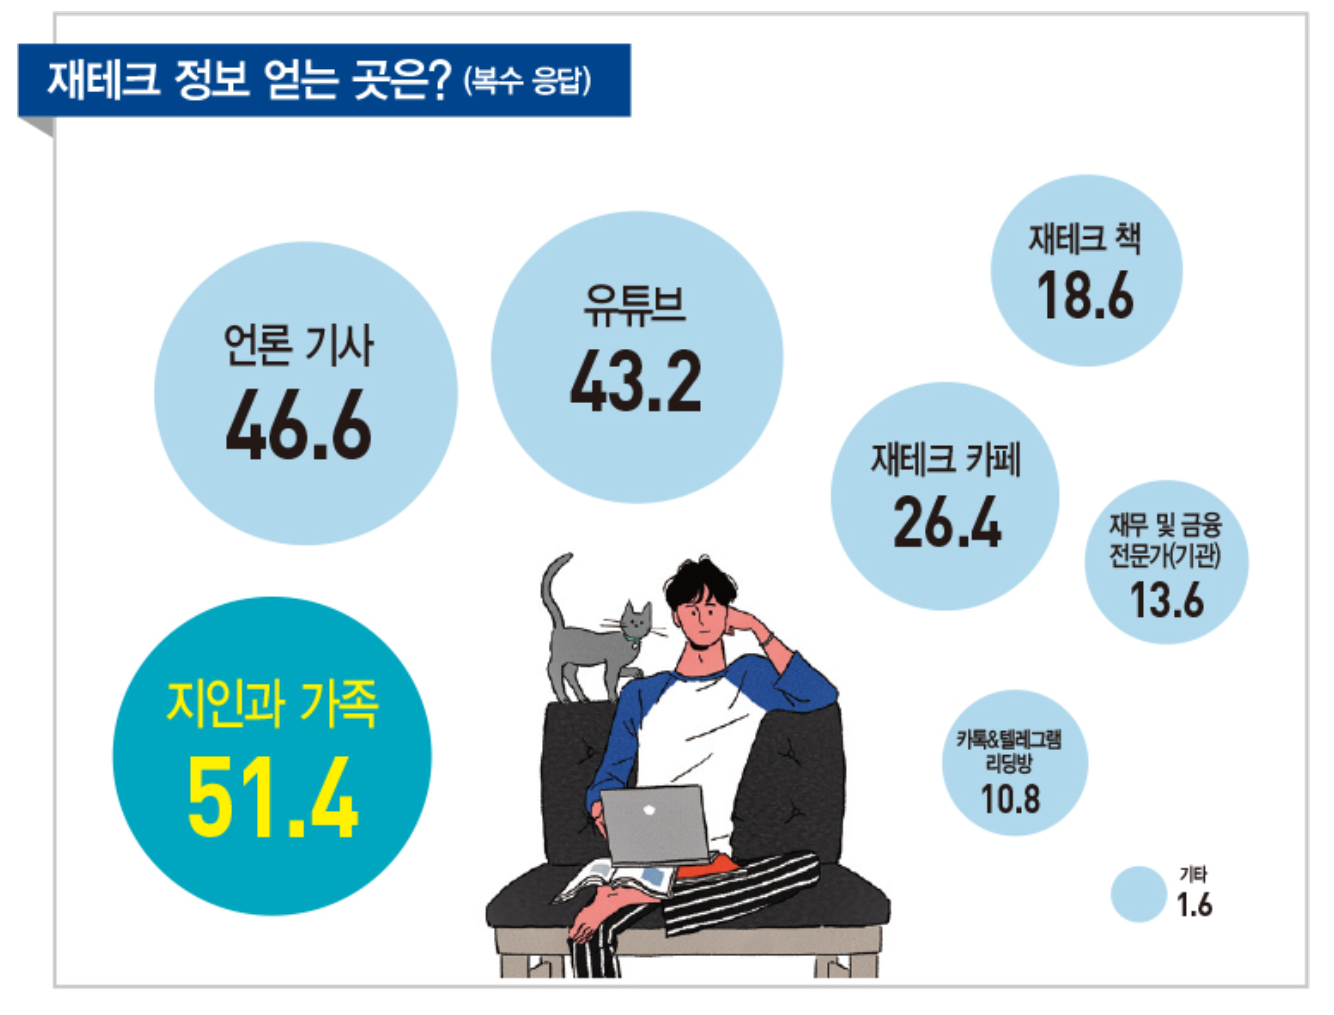 재테크 정보 얻는 곳은? (복수 응답)
언론 기사
46.6
유튜브
43.2
재테크 책
18.6
재테크 카페
26.4
재무 및 금융
전문가(기관)
13.6
지인과 가족
51.4
카톡&텔레그램
리딩방
10.8
기타
1.6